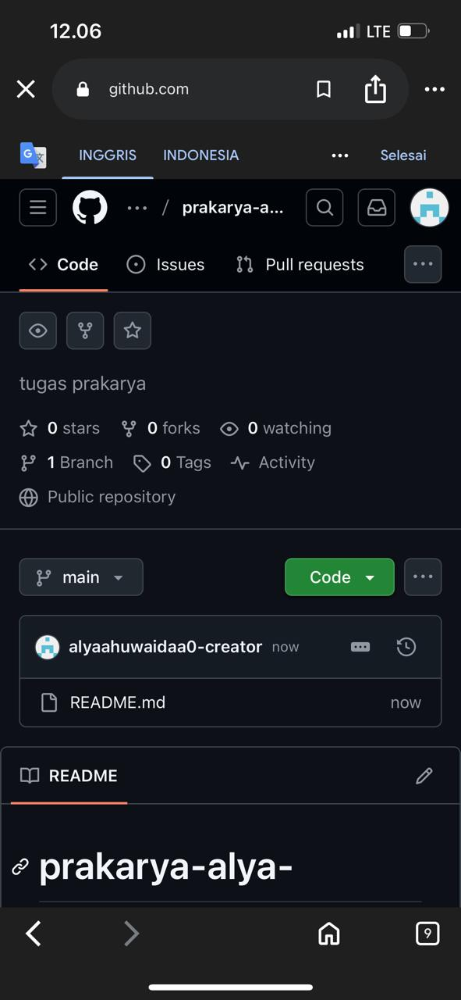 12.06 LTE
github.com
INGGRIS INDONESIA Selesai
/ prakarya-a...
Code Issues Pull requests
tugas prakarya
0 stars 0 forks 0 watching
1 Branch 0 Tags Activity
Public repository
main Code
alyaahuwaidaa0-creator now
README.md now
README
prakarya-alya-
9